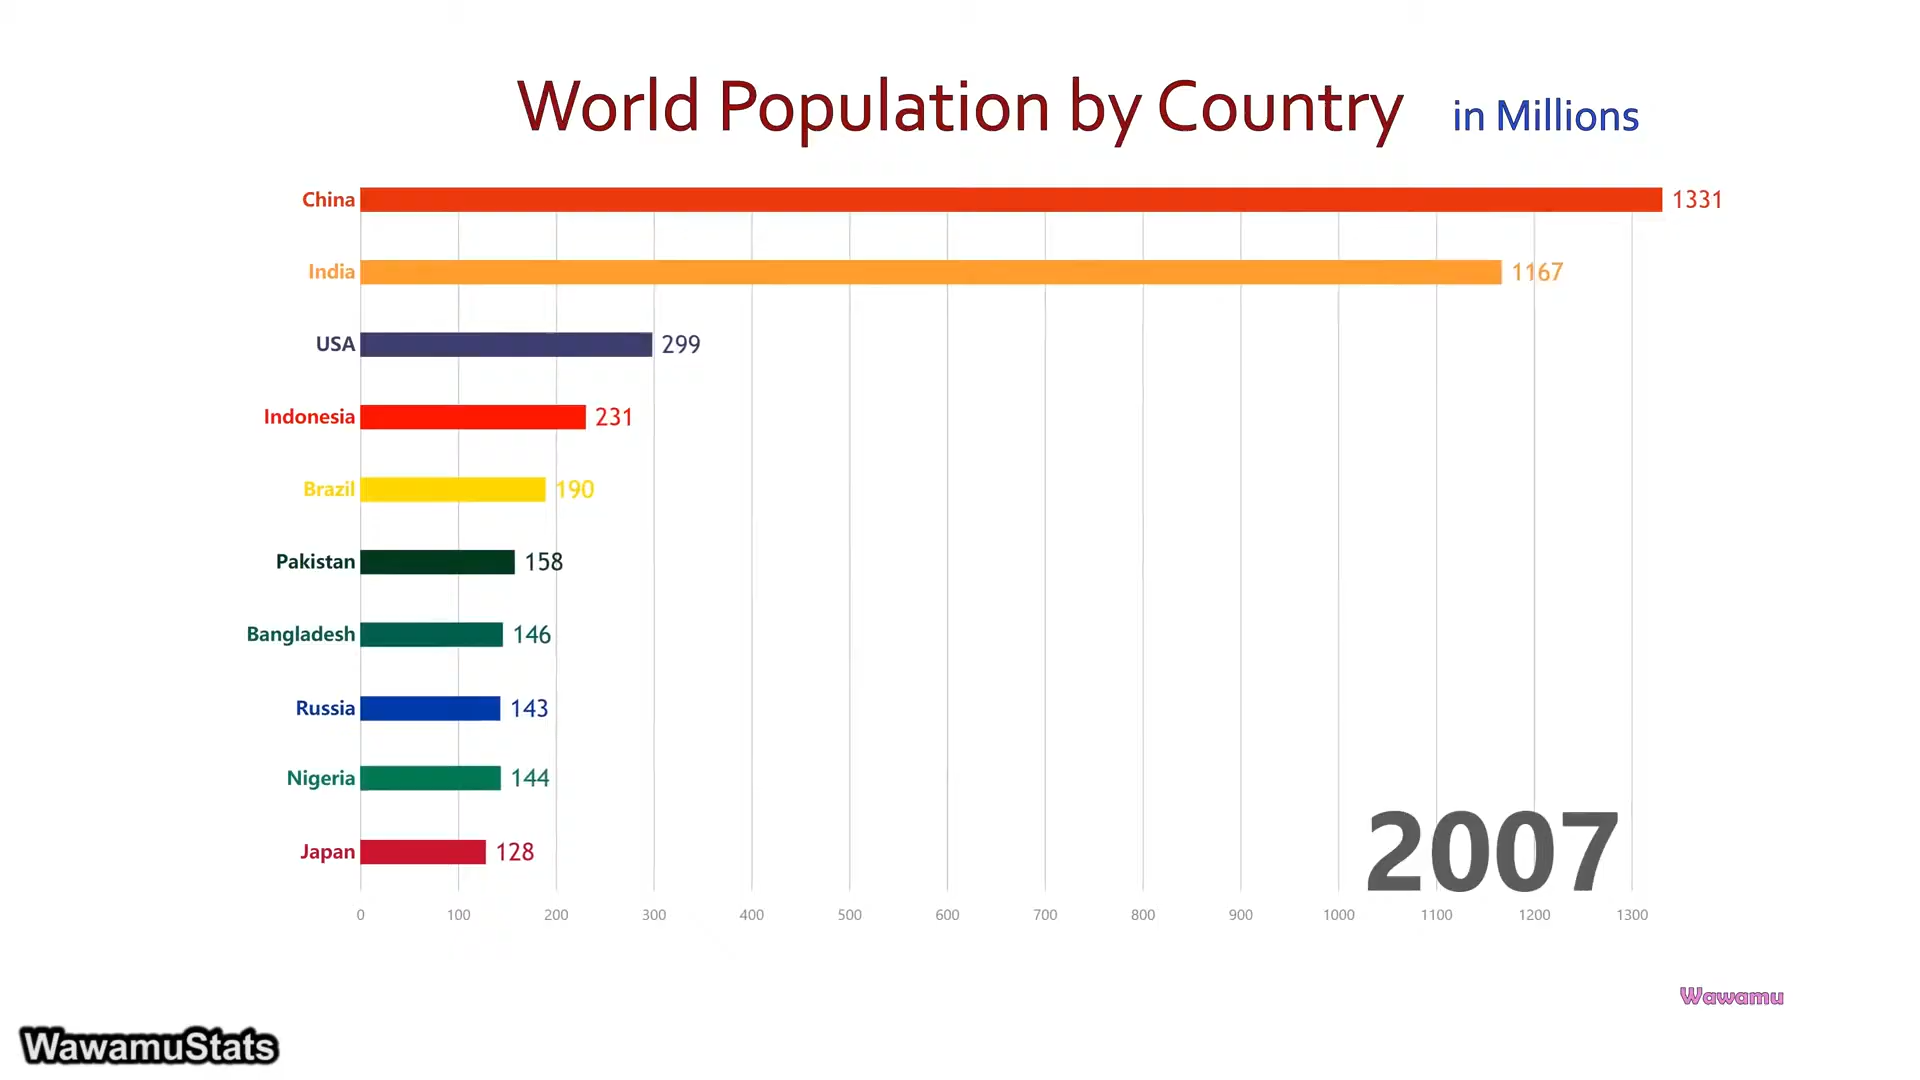 World Population by Country in Millions
China 1331
India 1167
USA 299
Indonesia 231
Brazil 190
Pakistan 158
Bangladesh 146
Russia 143
Nigeria 144
Japan 128
2007
0 100 200 300 400 500 600 700 800 900 1000 1100 1200 1300
Wawamu
WawamuStats